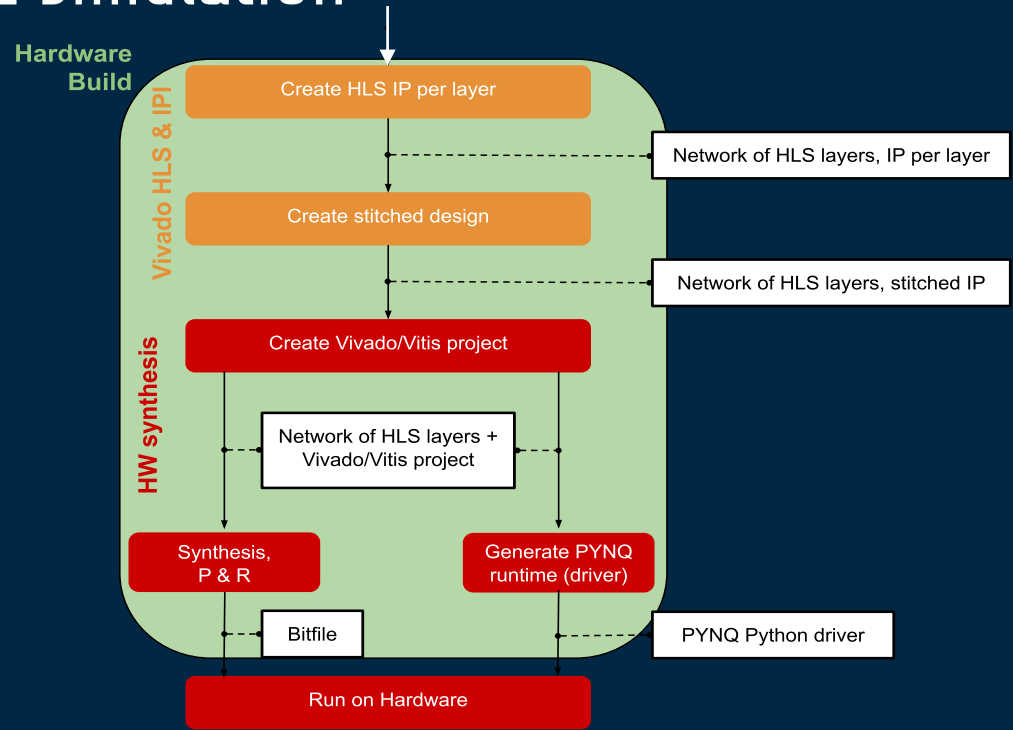 Hardware
Build
Vivado HLS & IPI
Create HLS IP per layer
Network of HLS layers, IP per layer
Create stitched design
Network of HLS layers, stitched IP
HW synthesis
Create Vivado/Vitis project
Network of HLS layers +
Vivado/Vitis project
Synthesis,
P & R
Generate PYNQ
runtime (driver)
Bitfile
PYNQ Python driver
Run on Hardware